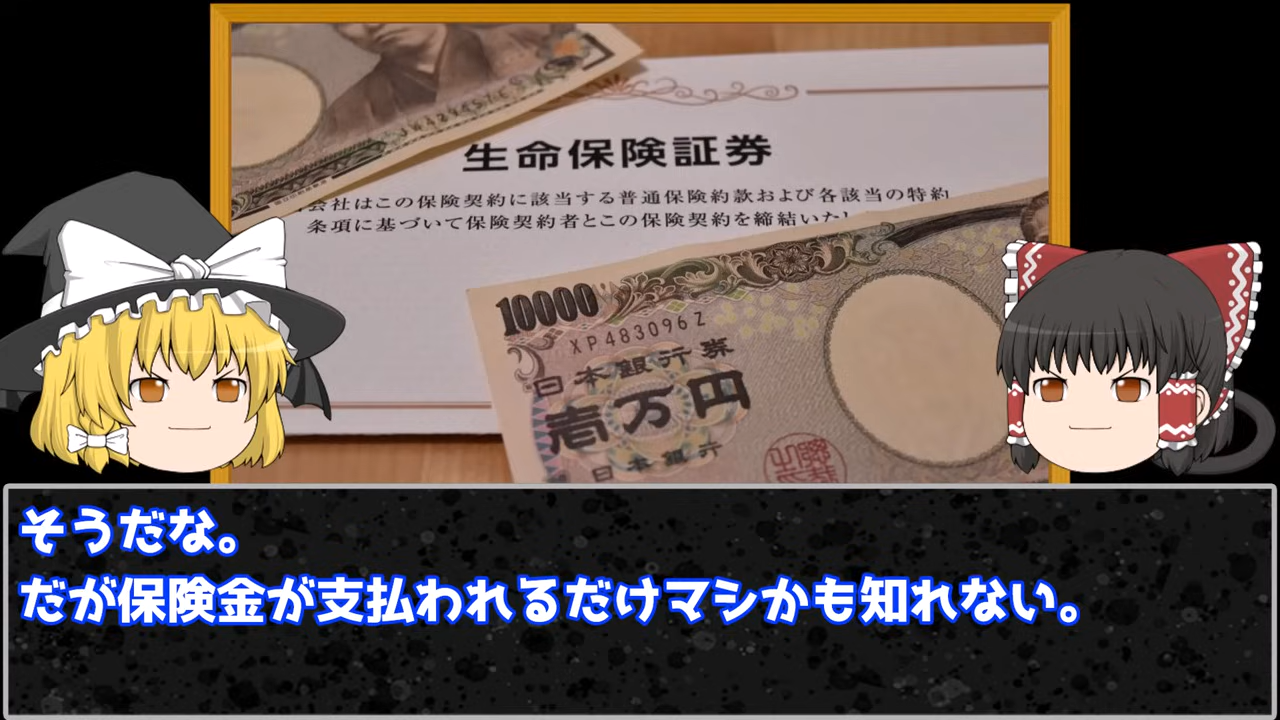 生命保険証券
会社はこの保険契約に該当する普通保険約款および各該当の特約
条項に基づいて保険契約者とこの保険契約を締結いたし
10000
XP483096Z
日本銀行券
壱万円
日本銀行
そうだな。
だが保険金が支払われるだけマシかも知れない。